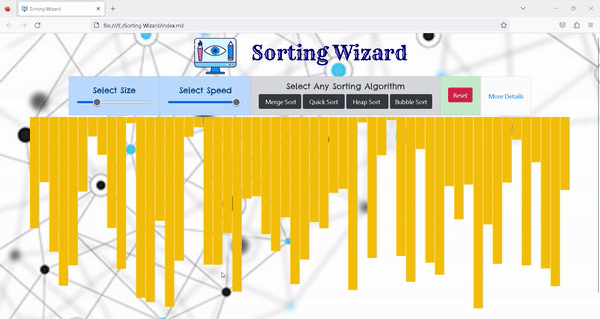 Sorting Wizard
file:///E:/Sorting Wizard/index.md
Sorting Wizard
Select Size
Select Speed
Select Any Sorting Algorithm
Merge Sort
Quick Sort
Heap Sort
Bubble Sort
Reset
More Details